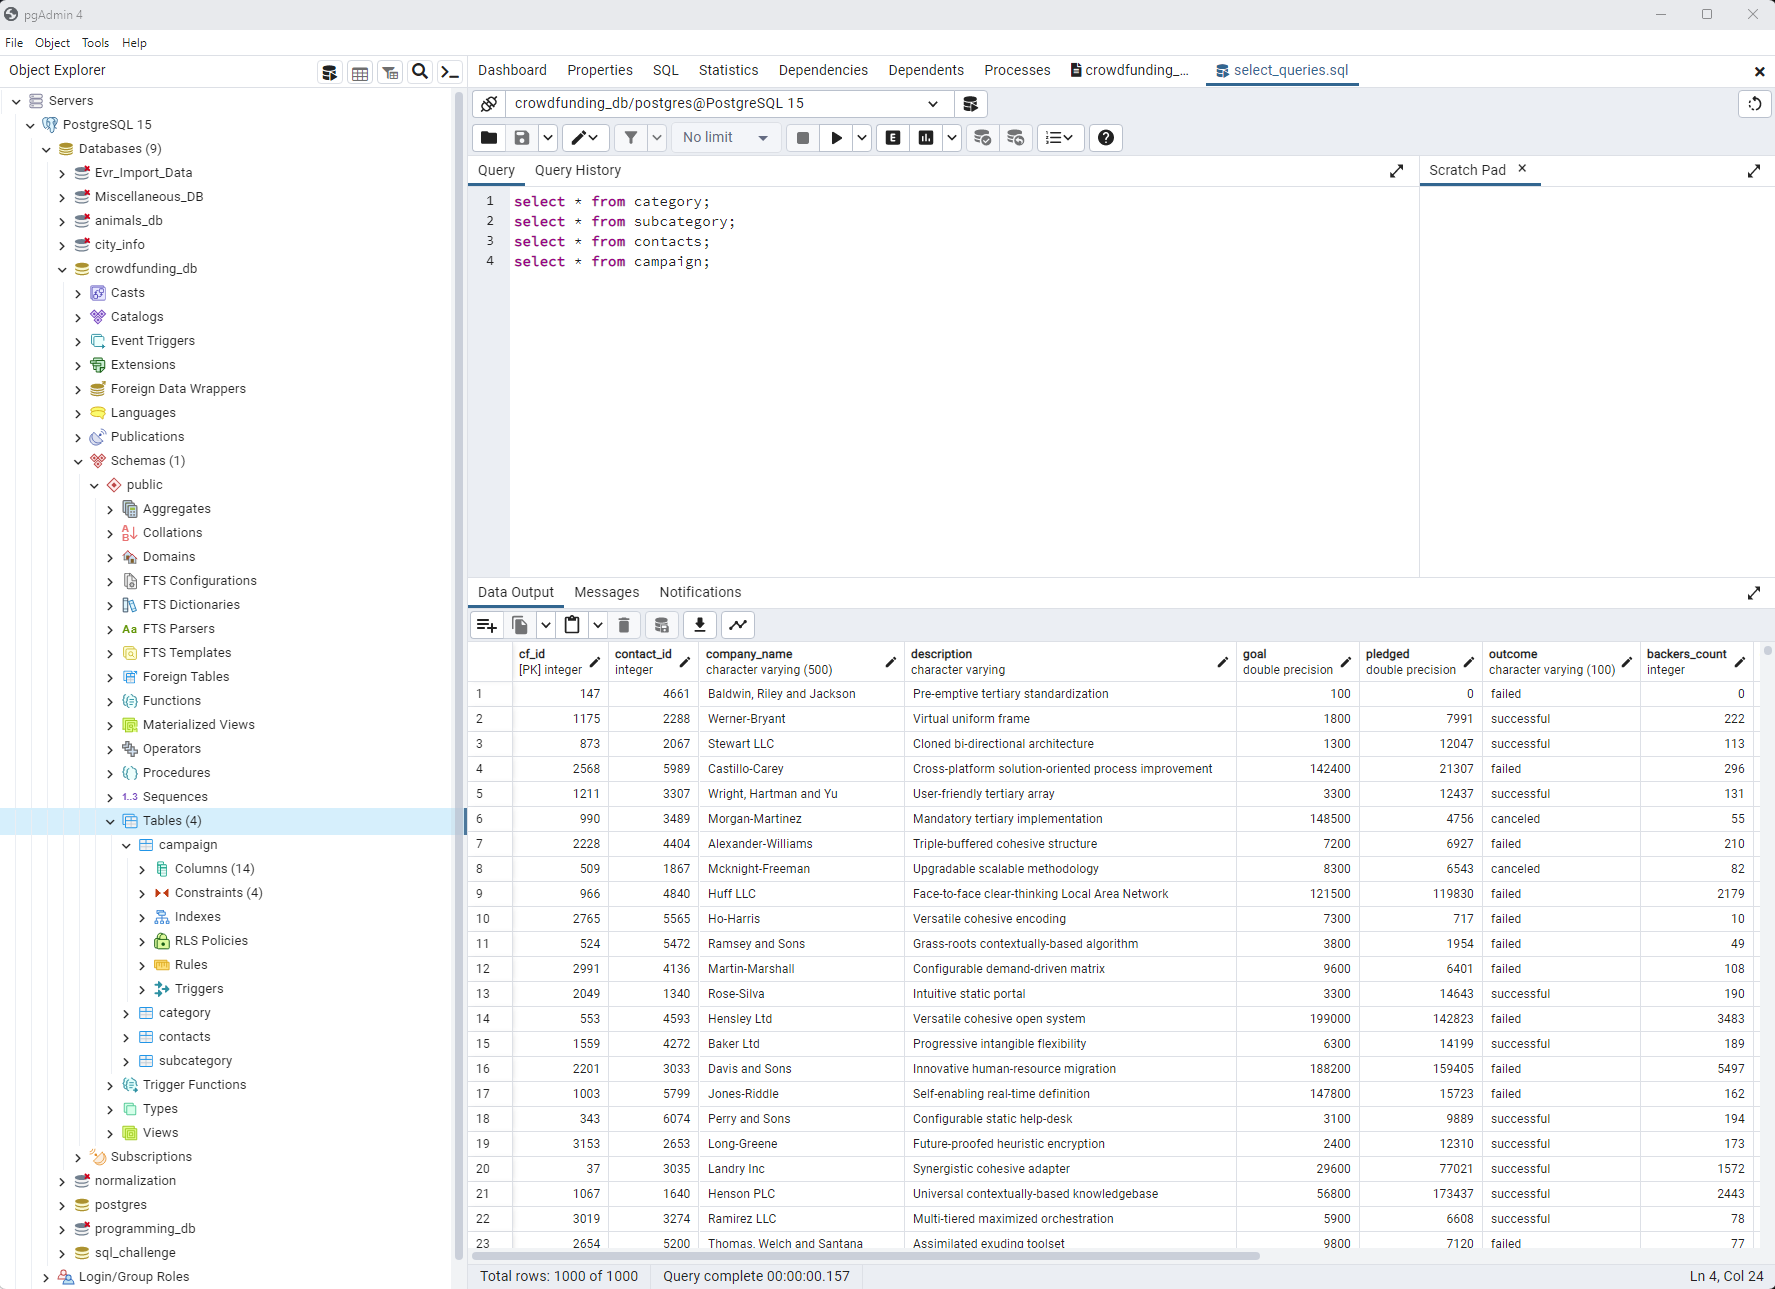 pgAdmin 4
File Object Tools Help
Object Explorer
Servers
PostgreSQL 15
Databases (9)
Evr_Import_Data
Miscellaneous_DB
animals_db
city_info
crowdfunding_db
Casts
Catalogs
Event Triggers
Extensions
Foreign Data Wrappers
Languages
Publications
Schemas (1)
public
Aggregates
Collations
Domains
FTS Configurations
FTS Dictionaries
Aa FTS Parsers
FTS Templates
Foreign Tables
Functions
Materialized Views
Operators
Procedures
1..3 Sequences
Tables (4)
campaign
Columns (14)
Constraints (4)
Indexes
RLS Policies
Rules
Triggers
category
contacts
subcategory
Trigger Functions
Types
Views
Subscriptions
normalization
postgres
programming_db
sql_challenge
Login/Group Roles
Dashboard Properties SQL Statistics Dependencies Dependents Processes crowdfunding_... select_queries.sql
crowdfunding_db/postgres@PostgreSQL 15
No limit E
Query Query History
Scratch Pad
1 select * from category;
2 select * from subcategory;
3 select * from contacts;
4 select * from campaign;
Data Output Messages Notifications
cf_id contact_id company_name description goal pledged outcome backers_count
[PK] integer integer character varying (500) character varying double precision double precision character varying (100) integer
1 147 4661 Baldwin, Riley and Jackson Pre-emptive tertiary standardization 100 0 failed 0
2 1175 2288 Werner-Bryant Virtual uniform frame 1800 7991 successful 222
3 873 2067 Stewart LLC Cloned bi-directional architecture 1300 12047 successful 113
4 2568 5989 Castillo-Carey Cross-platform solution-oriented process improvement 142400 21307 failed 296
5 1211 3307 Wright, Hartman and Yu User-friendly tertiary array 3300 12437 successful 131
6 990 3489 Morgan-Martinez Mandatory tertiary implementation 148500 4756 canceled 55
7 2228 4404 Alexander-Williams Triple-buffered cohesive structure 7200 6927 failed 210
8 509 1867 Mcknight-Freeman Upgradable scalable methodology 8300 6543 canceled 82
9 966 4840 Huff LLC Face-to-face clear-thinking Local Area Network 121500 119830 failed 2179
10 2765 5565 Ho-Harris Versatile cohesive encoding 7300 717 failed 10
11 524 5472 Ramsey and Sons Grass-roots contextually-based algorithm 3800 1954 failed 49
12 2991 4136 Martin-Marshall Configurable demand-driven matrix 9600 6401 failed 108
13 2049 1340 Rose-Silva Intuitive static portal 3300 14643 successful 190
14 553 4593 Hensley Ltd Versatile cohesive open system 199000 142823 failed 3483
15 1559 4272 Baker Ltd Progressive intangible flexibility 6300 14199 successful 189
16 2201 3033 Davis and Sons Innovative human-resource migration 188200 159405 failed 5497
17 1003 5799 Jones-Riddle Self-enabling real-time definition 147800 15723 failed 162
18 343 6074 Perry and Sons Configurable static help-desk 3100 9889 successful 194
19 3153 2653 Long-Greene Future-proofed heuristic encryption 2400 12310 successful 173
20 37 3035 Landry Inc Synergistic cohesive adapter 29600 77021 successful 1572
21 1067 1640 Henson PLC Universal contextually-based knowledgebase 56800 173437 successful 2443
22 3019 3274 Ramirez LLC Multi-tiered maximized orchestration 5900 6608 successful 78
23 2654 5200 Thomas, Welch and Santana Assimilated exuding toolset 9800 7120 failed 77
Total rows: 1000 of 1000 Query complete 00:00:00.157 Ln 4, Col 24